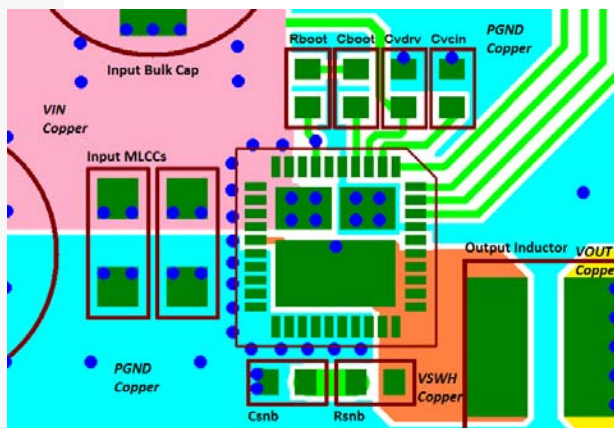 Rboot Cboot Cvdrv Cvcin
PGND
Copper
Input Bulk Cap
VIN
Copper
Input MLCCs
Output Inductor
VOUT
Copper
PGND
Copper
VSWH
Copper
Csnb
Rsnb